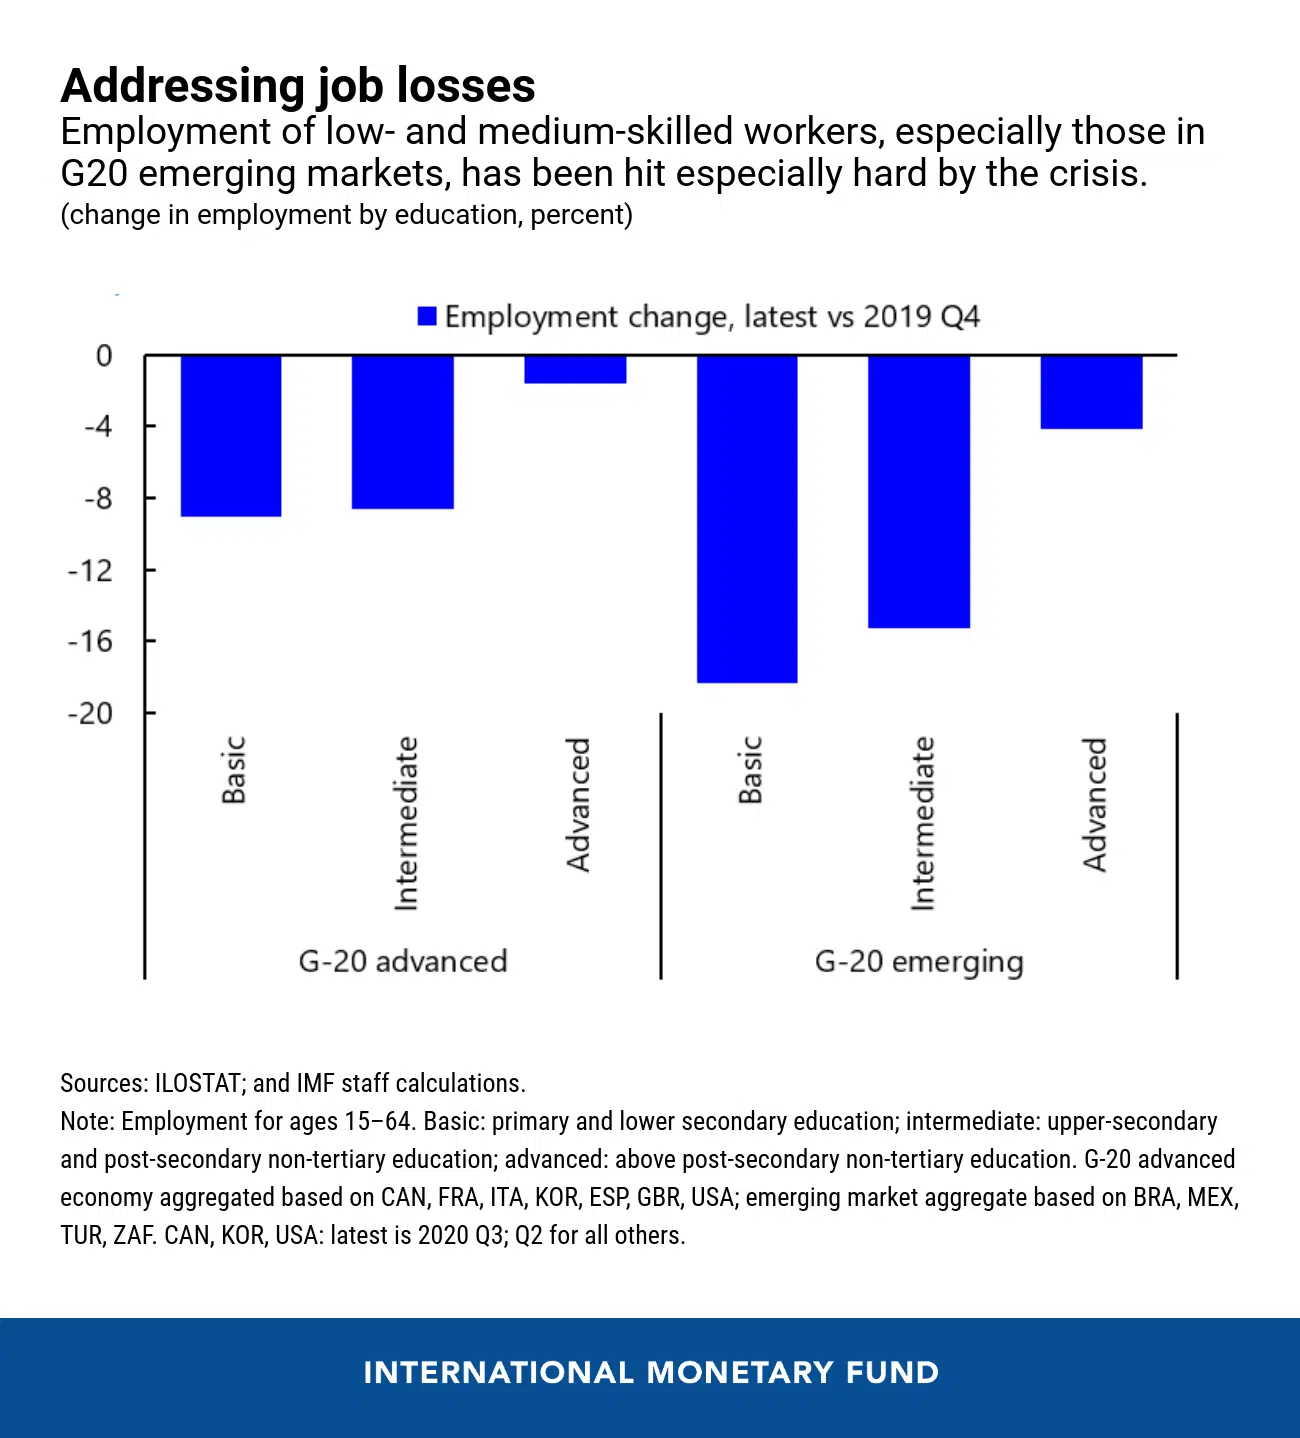 Addressing job losses
Employment of low- and medium-skilled workers, especially those in
G20 emerging markets, has been hit especially hard by the crisis.
(change in employment by education, percent)
Employment change, latest vs 2019 Q4
0
-4
-8
-12
-16
-20
Basic
Intermediate
Advanced
Basic
Intermediate
Advanced
G-20 advanced
G-20 emerging
Sources: ILOSTAT; and IMF staff calculations.
Note: Employment for ages 15–64. Basic: primary and lower secondary education; intermediate: upper-secondary
and post-secondary non-tertiary education; advanced: above post-secondary non-tertiary education. G-20 advanced
economy aggregated based on CAN, FRA, ITA, KOR, ESP, GBR, USA; emerging market aggregate based on BRA, MEX,
TUR, ZAF. CAN, KOR, USA: latest is 2020 Q3; Q2 for all others.
INTERNATIONAL MONETARY FUND